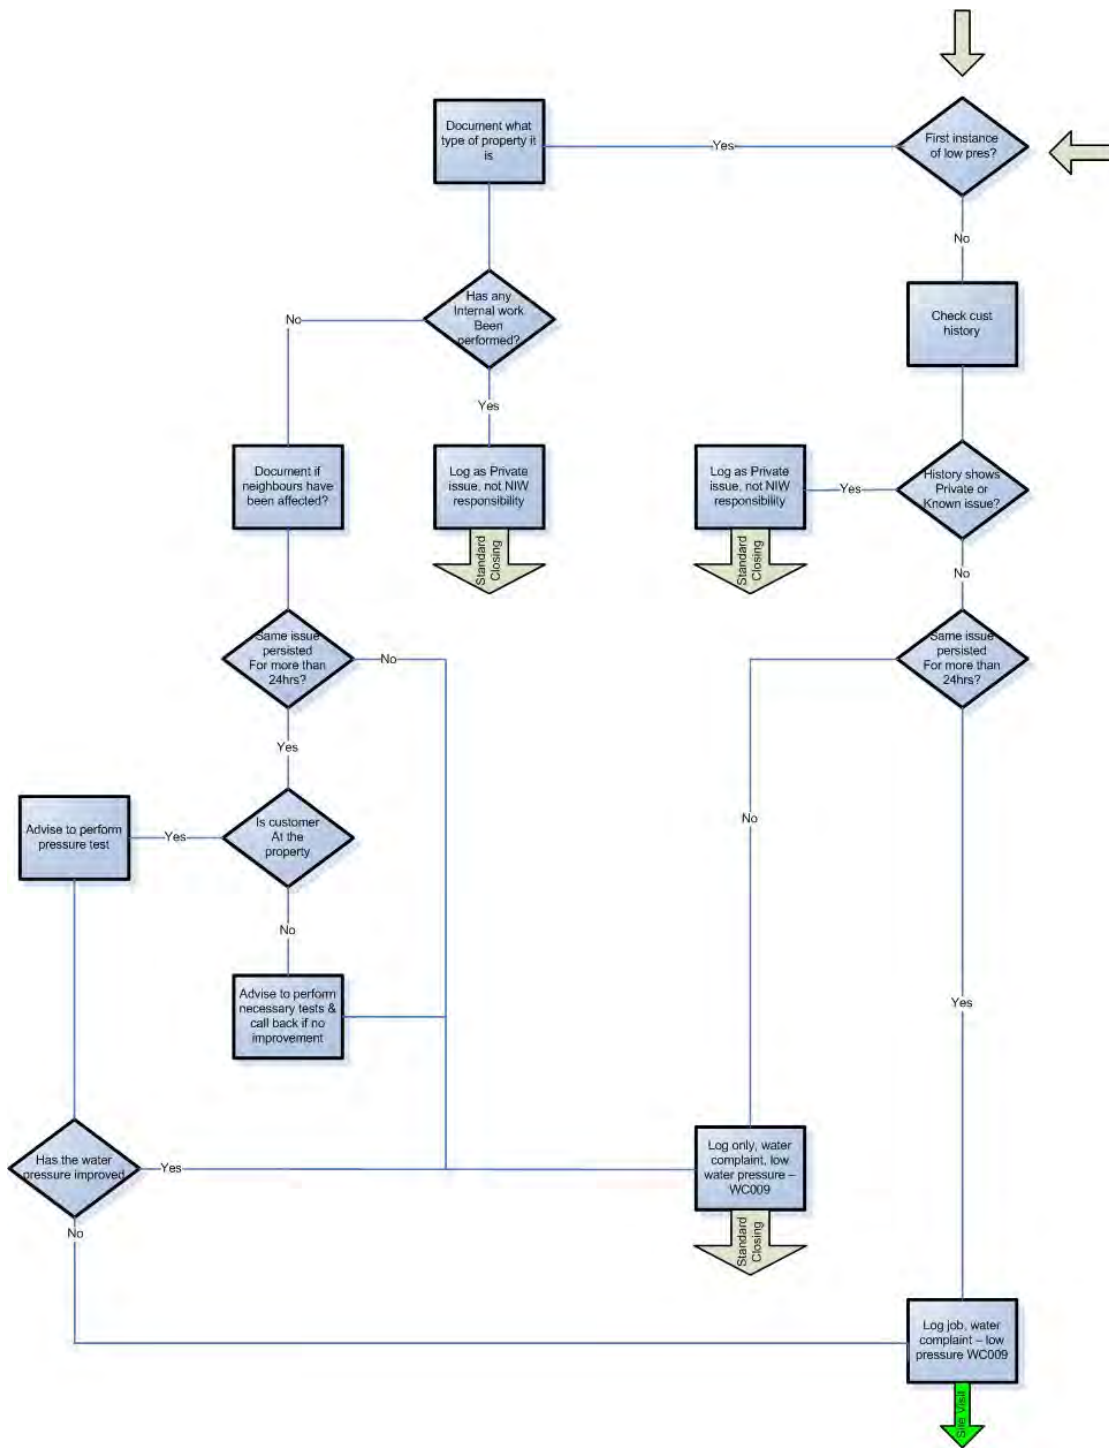 Document what
type of property it
is
Yes
First instance
of low pres?
No
Has any
Internal work
Been
performed?
No
Check cust
history
Yes
Document if
neighbours have
been affected?
Log as Private
issue, not NIW
responsibility
Log as Private
issue, not NIW
responsibility
Yes
History shows
Private or
Known issue?
Standard
Closing
Standard
Closing
No
Same issue
persisted
For more than
24hrs?
No
No
Same issue
persisted
For more than
24hrs?
Yes
Advise to perform
pressure test
Yes
Is customer
At the
property
No
No
Advise to perform
necessary tests &
call back if no
improvement
Yes
Has the water
pressure improved
Yes
Log only, water
complaint, low
water pressure –
WC009
No
Standard
Closing
Log job, water
complaint – low
pressure WC009
Site Visit